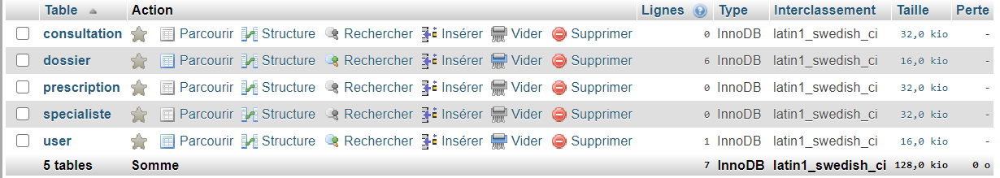 Table Action Lignes Type Interclassement Taille Perte
consultation Parcourir Structure Rechercher Insérer Vider Supprimer 0 InnoDB latin1_swedish_ci 32,0 kio -
dossier Parcourir Structure Rechercher Insérer Vider Supprimer 6 InnoDB latin1_swedish_ci 16,0 kio -
prescription Parcourir Structure Rechercher Insérer Vider Supprimer 0 InnoDB latin1_swedish_ci 32,0 kio -
specialiste Parcourir Structure Rechercher Insérer Vider Supprimer 0 InnoDB latin1_swedish_ci 32,0 kio -
user Parcourir Structure Rechercher Insérer Vider Supprimer 1 InnoDB latin1_swedish_ci 16,0 kio -
5 tables Somme 7 InnoDB latin1_swedish_ci 128,0 kio 0 o